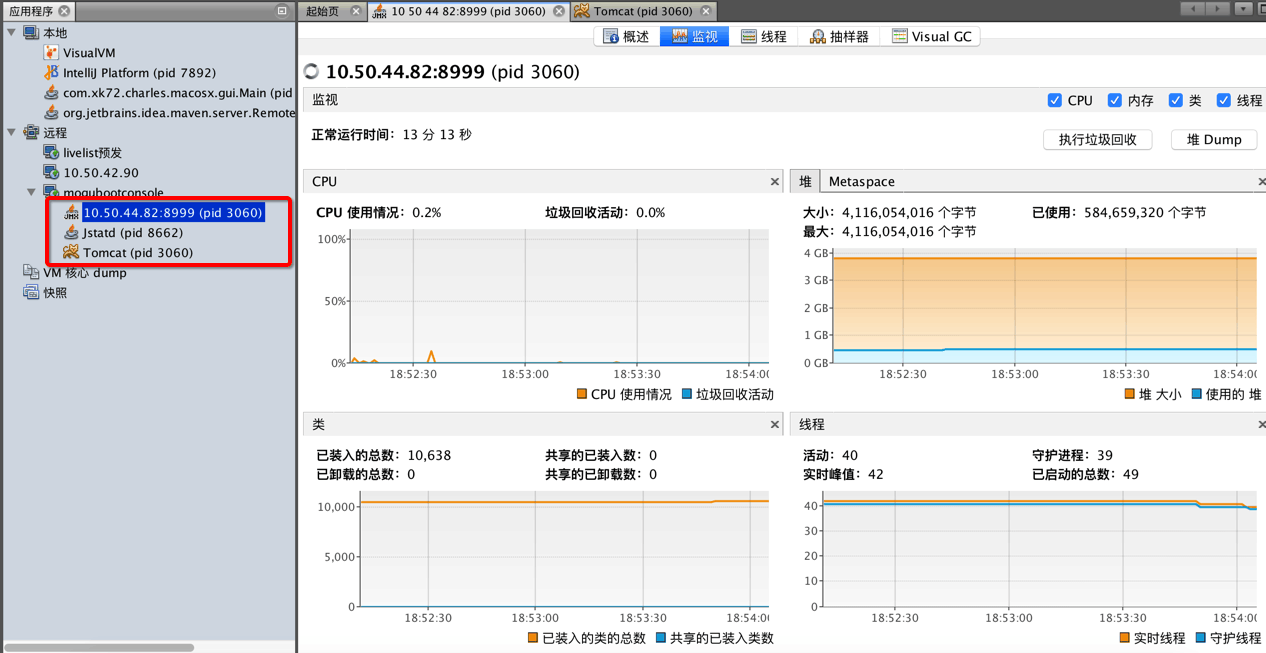 应用程序
起始页
10 50 44 82:8999 (pid 3060)
Tomcat (pid 3060)
本地
VisualVM
IntelliJ Platform (pid 7892)
com.xk72.charles.macosx.gui.Main (pid
org.jetbrains.idea.maven.server.Remote
远程
livelist预发
10.50.42.90
mogubootconsole
JMX 10.50.44.82:8999 (pid 3060)
Jstatd (pid 8662)
Tomcat (pid 3060)
VM 核心 dump
快照
概述 监视 线程 抽样器 Visual GC
10.50.44.82:8999 (pid 3060)
监视
CPU 内存 类 线程
正常运行时间: 13 分 13 秒
执行垃圾回收 堆 Dump
CPU
CPU 使用情况: 0.2% 垃圾回收活动: 0.0%
100%
50%
0%
18:52:30 18:53:00 18:53:30 18:54:00
CPU 使用情况 垃圾回收活动
堆 Metaspace
大小: 4,116,054,016 个字节 已使用: 584,659,320 个字节
最大: 4,116,054,016 个字节
4 GB
3 GB
2 GB
1 GB
0 GB
18:52:30 18:53:00 18:53:30 18:54:00
堆 大小 使用的 堆
类
已装入的总数: 10,638 共享的已装入数: 0
已卸载的总数: 0 共享的已卸载数: 0
10,000
5,000
0
18:52:30 18:53:00 18:53:30 18:54:00
已装入的类的总数 共享的已装入类数
线程
活动: 40 守护进程: 39
实时峰值: 42 已启动的总数: 49
40
30
20
10
0
18:52:30 18:53:00 18:53:30 18:54:00
实时线程 守护线程